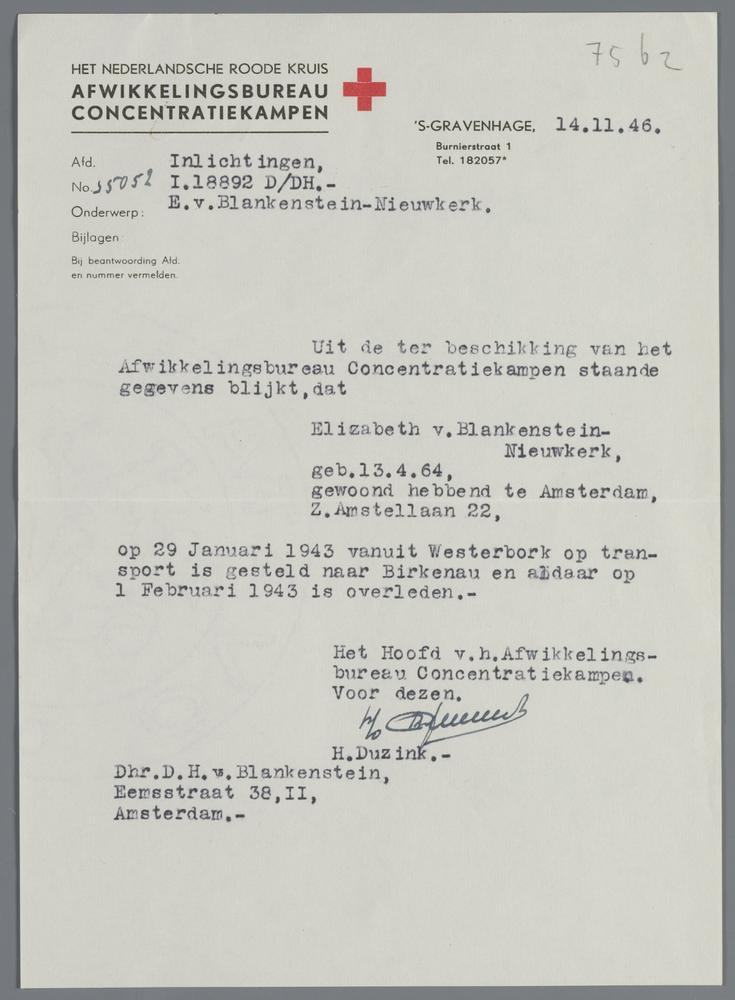 75 b 2
HET NEDERLANDSCHE ROODE KRUIS
AFWIKKELINGSBUREAU
CONCENTRATIEKAMPEN
'S-GRAVENHAGE, 14.11.46.
Burnierstraat 1
Tel. 182057*
Afd. Inlichtingen,
No. 55052 I.18892 D/DH.-
Onderwerp: E.v.Blankenstein-Nieuwkerk.
Bijlagen:
Bij beantwoording Afd.
en nummer vermelden.
Uit de ter beschikking van het
Afwikkelingsbureau Concentratiekampen staande
gegevens blijkt,dat
Elizabeth v.Blankenstein-
Nieuwkerk,
geb.13.4.64,
gewoond hebbend te Amsterdam,
Z.Amstellaan 22,
op 29 Januari 1943 vanuit Westerbork op tran-
sport is gesteld naar Birkenau en aldaar op
1 Februari 1943 is overleden.-
Het Hoofd v.h.Afwikkelings-
bureau Concentratiekampen.
Voor dezen.
H.Duzink.-
Dhr.D.H.v.Blankenstein,
Eemsstraat 38,II,
Amsterdam.-